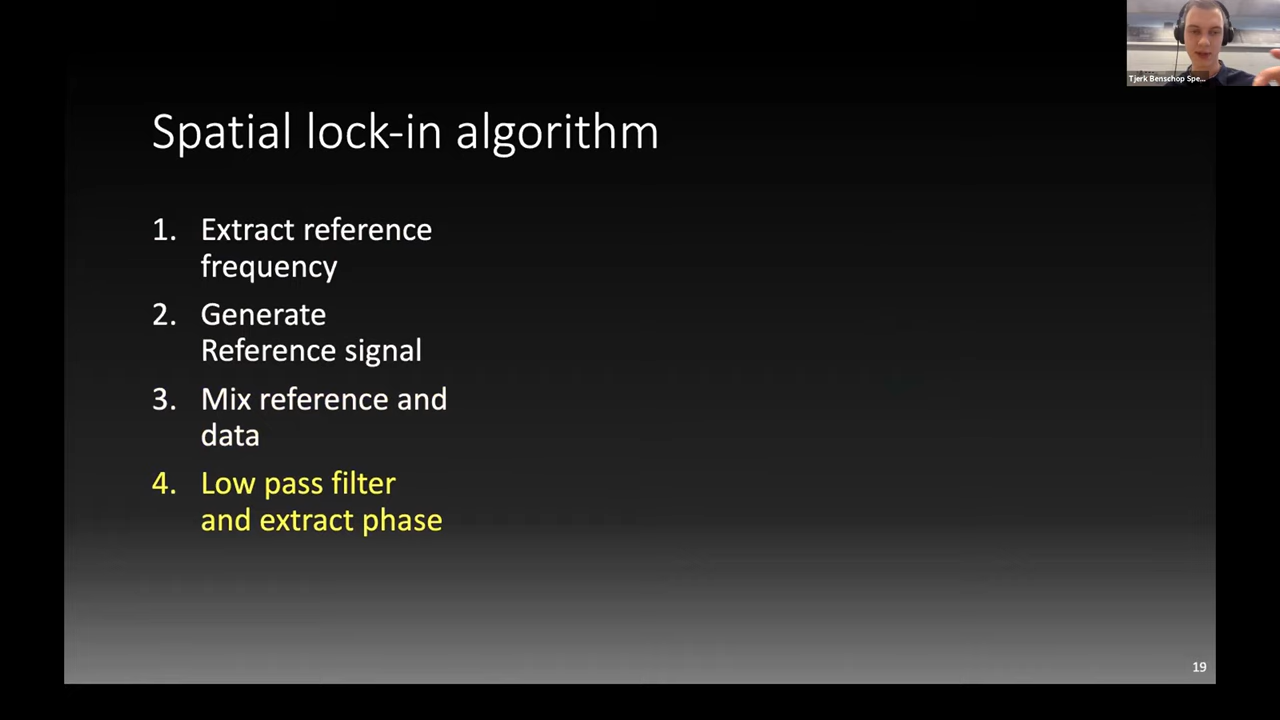 Tjerk Benschop Spe...
Spatial lock-in algorithm
1. Extract reference
frequency
2. Generate
Reference signal
3. Mix reference and
data
4. Low pass filter
and extract phase
19